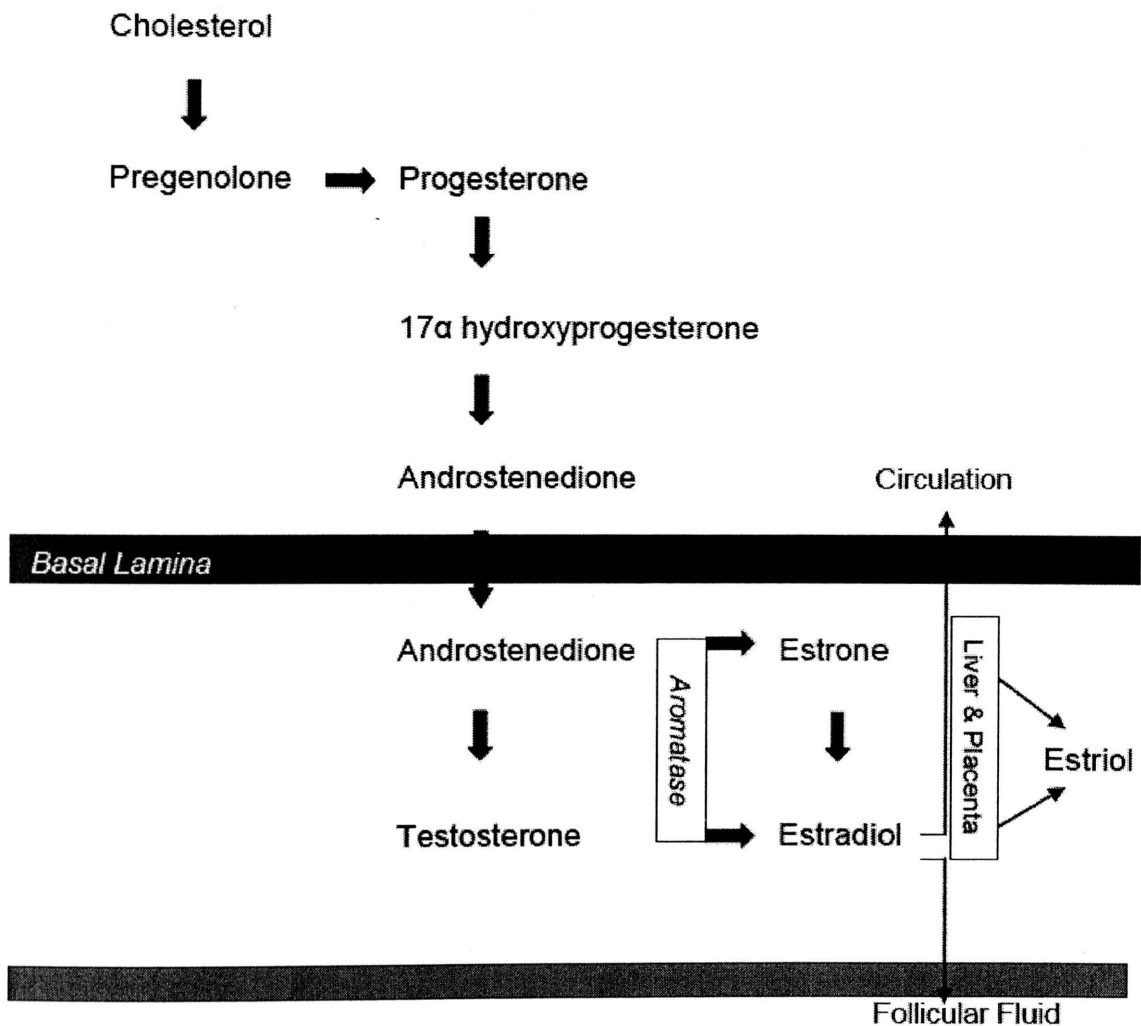 Cholesterol
Pregenolone
Progesterone
17α hydroxyprogesterone
Androstenedione
Circulation
Basal Lamina
Androstenedione
Aromatase
Estrone
Liver & Placenta
Estriol
Testosterone
Estradiol
Follicular Fluid